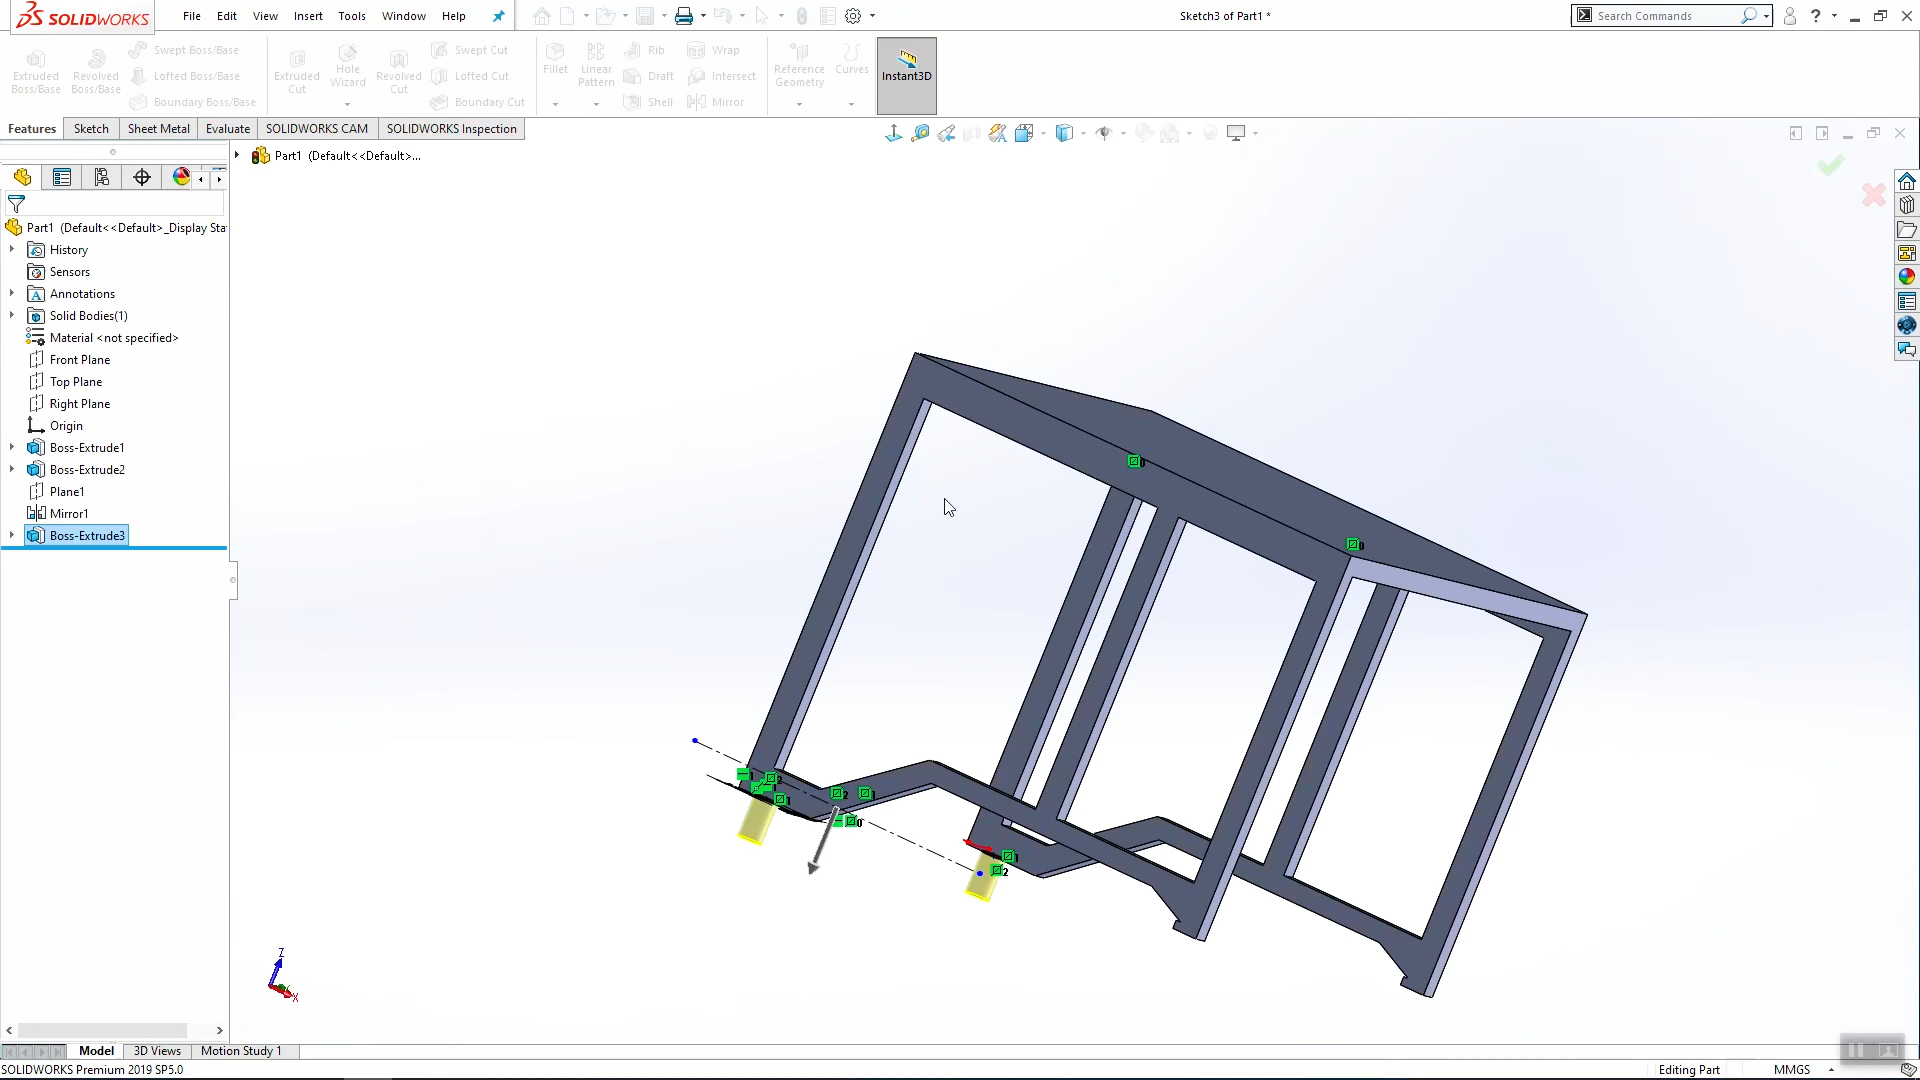 SOLIDWORKS
File Edit View Insert Tools Window Help
Sketch3 of Part1 *
Search Commands
Extruded Boss/Base
Revolved Boss/Base
Swept Boss/Base
Lofted Boss/Base
Boundary Boss/Base
Extruded Cut
Hole Wizard
Revolved Cut
Swept Cut
Lofted Cut
Boundary Cut
Fillet
Linear Pattern
Rib
Draft
Shell
Wrap
Intersect
Mirror
Reference Geometry
Curves
Instant3D
Features Sketch Sheet Metal Evaluate SOLIDWORKS CAM SOLIDWORKS Inspection
Part1 (Default<<Default>...
Part1 (Default<<Default>_Display Sta
History
Sensors
Annotations
Solid Bodies(1)
Material <not specified>
Front Plane
Top Plane
Right Plane
Origin
Boss-Extrude1
Boss-Extrude2
Plane1
Mirror1
Boss-Extrude3
Z
X
Model 3D Views Motion Study 1
SOLIDWORKS Premium 2019 SP5.0
Editing Part
MMGS